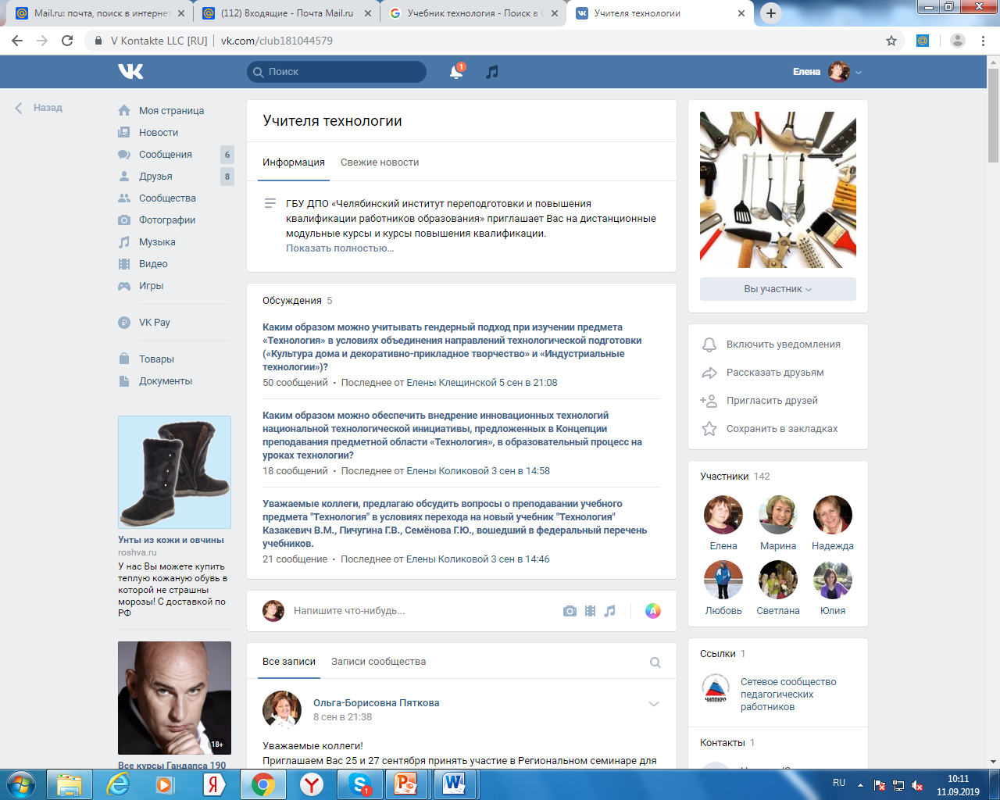 Mail.ru: почта, поиск в интернет
(112) Входящие - Почта Mail.ru
Учебник технология - Поиск в G
Учителя технологии
V Kontakte LLC [RU] | vk.com/club181044579
Поиск
1
Елена
Назад
Моя страница
Новости
Сообщения 6
Друзья 8
Сообщества
Фотографии
Музыка
Видео
Игры
VK Pay
Товары
Документы
Унты из кожи и овчины
roshva.ru
У нас Вы можете купить
теплую кожаную обувь в
которой не страшны
морозы! С доставкой по
РФ
18+
Все курсы Гандапса 190
Учителя технологии
Информация Свежие новости
ГБУ ДПО «Челябинский институт переподготовки и повышения
квалификации работников образования» приглашает Вас на дистанционные
модульные курсы и курсы повышения квалификации.
Показать полностью…
Обсуждения 5
Каким образом можно учитывать гендерный подход при изучении предмета
«Технология» в условиях объединения направлений технологической подготовки
(«Культура дома и декоративно-прикладное творчество» и «Индустриальные
технологии»)?
50 сообщений • Последнее от Елены Клещинской 5 сен в 21:08
Каким образом можно обеспечить внедрение инновационных технологий
национальной технологической инициативы, предложенных в Концепции
преподавания предметной области «Технология», в образовательный процесс на
уроках технологии?
18 сообщений • Последнее от Елены Коликовой 3 сен в 14:58
Уважаемые коллеги, предлагаю обсудить вопросы о преподавании учебного
предмета "Технология" в условиях перехода на новый учебник "Технология"
Казакевич В.М., Пичугина Г.В., Семёнова Г.Ю., вошедший в федеральный перечень
учебников.
21 сообщение • Последнее от Елены Коликовой 3 сен в 14:46
Напишите что-нибудь...
A
Все записи Записи сообщества
Ольга-Борисовна Пяткова
8 сен в 21:38
Уважаемые коллеги!
Приглашаем Вас 25 и 27 сентября принять участие в Региональном семинаре для
Вы участник
Включить уведомления
Рассказать друзьям
Пригласить друзей
Сохранить в закладках
Участники 142
Елена Марина Надежда
Любовь Светлана Юлия
Ссылки 1
ЧИППКРО
Сетевое сообщество
педагогических
работников
Контакты 1
RU
10:11
11.09.2019